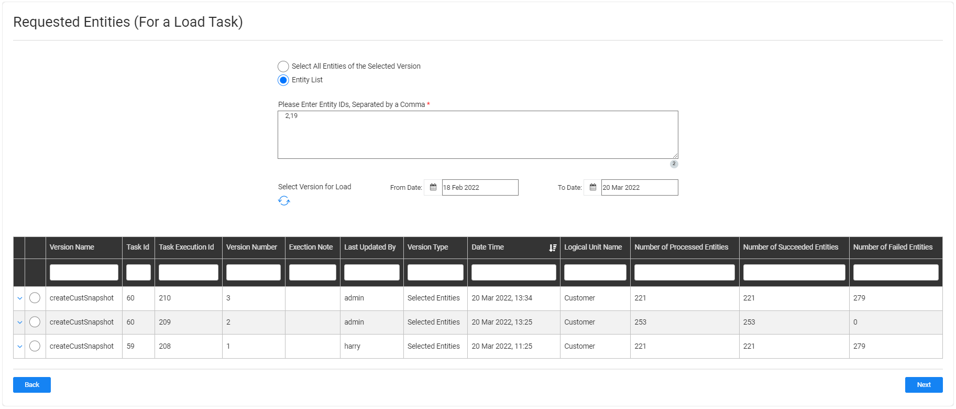 Requested Entities (For a Load Task)
Select All Entities of the Selected Version
Entity List
Please Enter Entity IDs, Separated by a Comma *
2,19
2
Select Version for Load From Date: 18 Feb 2022 To Date: 20 Mar 2022
Version Name Task Id Task Execution Id Version Number Exection Note Last Updated By Version Type Date Time Logical Unit Name Number of Processed Entities Number of Succeeded Entities Number of Failed Entities
createCustSnapshot 60 210 3 admin Selected Entities 20 Mar 2022, 13:34 Customer 221 221 279
createCustSnapshot 60 209 2 admin Selected Entities 20 Mar 2022, 13:25 Customer 253 253 0
createCustSnapshot 59 208 1 harry Selected Entities 20 Mar 2022, 11:25 Customer 221 221 279
Back Next